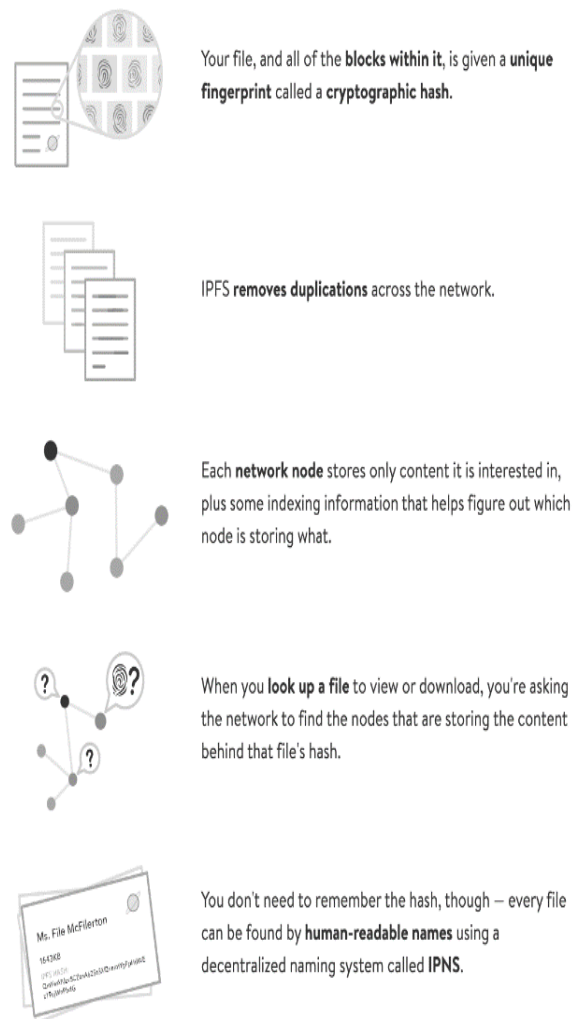 Your file, and all of the blocks within it, is given a unique
fingerprint called a cryptographic hash.
IPFS removes duplications across the network.
Each network node stores only content it is interested in,
plus some indexing information that helps figure out which
node is storing what.
?
?
?
When you look up a file to view or download, you're asking
the network to find the nodes that are storing the content
behind that file's hash.
Ms. File McFilerton
1643KB
IPFS HASH
You don't need to remember the hash, though — every file
can be found by human-readable names using a
decentralized naming system called IPNS.